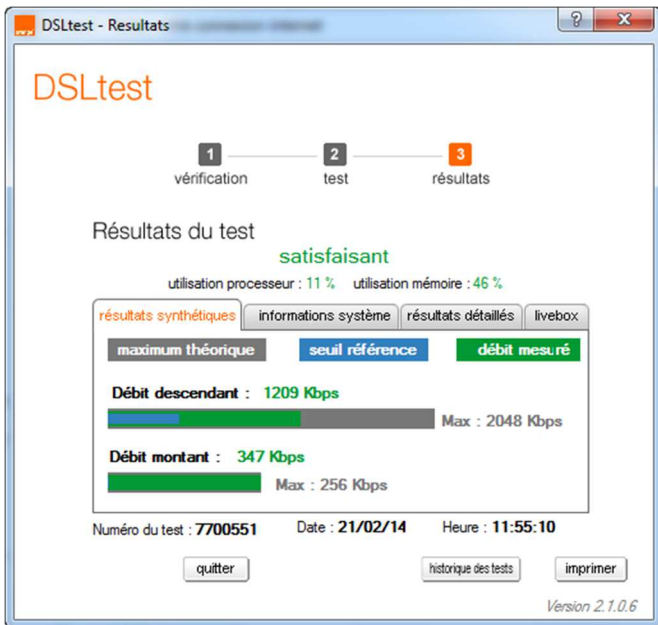 DSLtest - Resultats
DSLtest
1 2 3
vérification test résultats
Résultats du test
satisfaisant
utilisation processeur : 11 % utilisation mémoire : 46 %
résultats synthétiques informations système résultats détaillés livebox
maximum théorique seuil référence débit mesuré
Débit descendant : 1209 Kbps
Max : 2048 Kbps
Débit montant : 347 Kbps
Max : 256 Kbps
Numéro du test : 7700551 Date : 21/02/14 Heure : 11:55:10
quitter historique des tests imprimer
Version 2.1.0.6